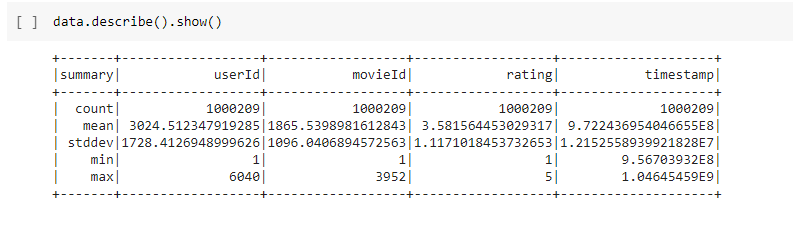 [ ] data.describe().show()
+-------+------------------+------------------+------------------+--------------------+
|summary|            userId|           movieId|            rating|           timestamp|
+-------+------------------+------------------+------------------+--------------------+
|  count|           1000209|           1000209|           1000209|             1000209|
|   mean| 3024.512347919285|1865.5398981612843| 3.581564453029317| 9.722436954046655E8|
| stddev|1728.4126948999626|1096.0406894572563|1.1171018453732653|1.2152558939921828E7|
|    min|                 1|                 1|                 1|        9.56703932E8|
|    max|              6040|              3952|                 5|       1.04645459E9|
+-------+------------------+------------------+------------------+--------------------+